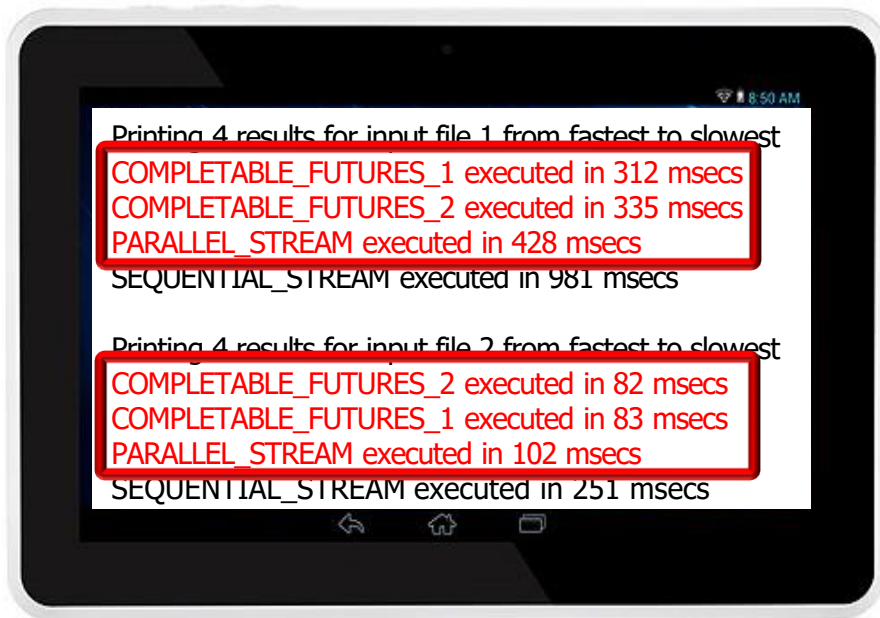 8:50 AM
Printing 4 results for input file 1 from fastest to slowest
COMPLETABLE_FUTURES_1 executed in 312 msecs
COMPLETABLE_FUTURES_2 executed in 335 msecs
PARALLEL_STREAM executed in 428 msecs
SEQUENTIAL_STREAM executed in 981 msecs
Printing 4 results for input file 2 from fastest to slowest
COMPLETABLE_FUTURES_2 executed in 82 msecs
COMPLETABLE_FUTURES_1 executed in 83 msecs
PARALLEL_STREAM executed in 102 msecs
SEQUENTIAL_STREAM executed in 251 msecs